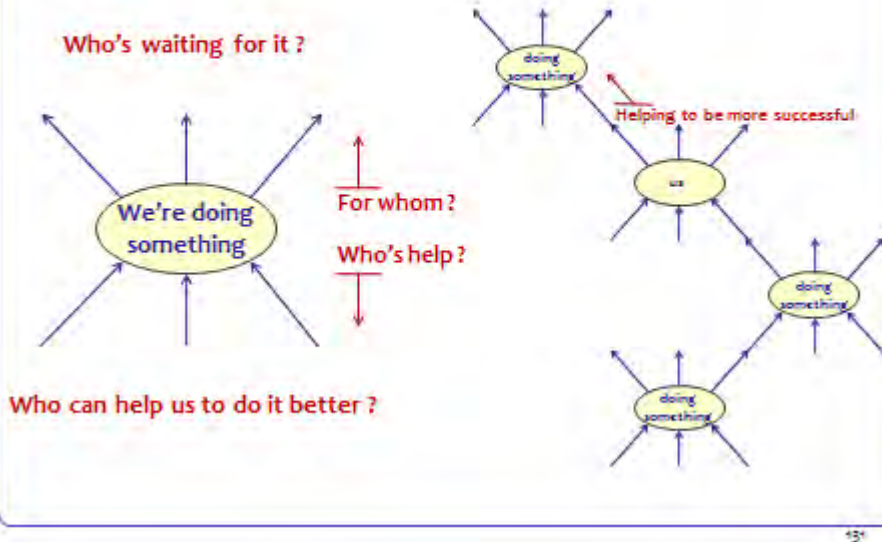 Who's waiting for it ?
We're doing
something
For whom ?
Who's help ?
Who can help us to do it better ?
doing
something
Helping to be more successful
us
doing
something
doing
something